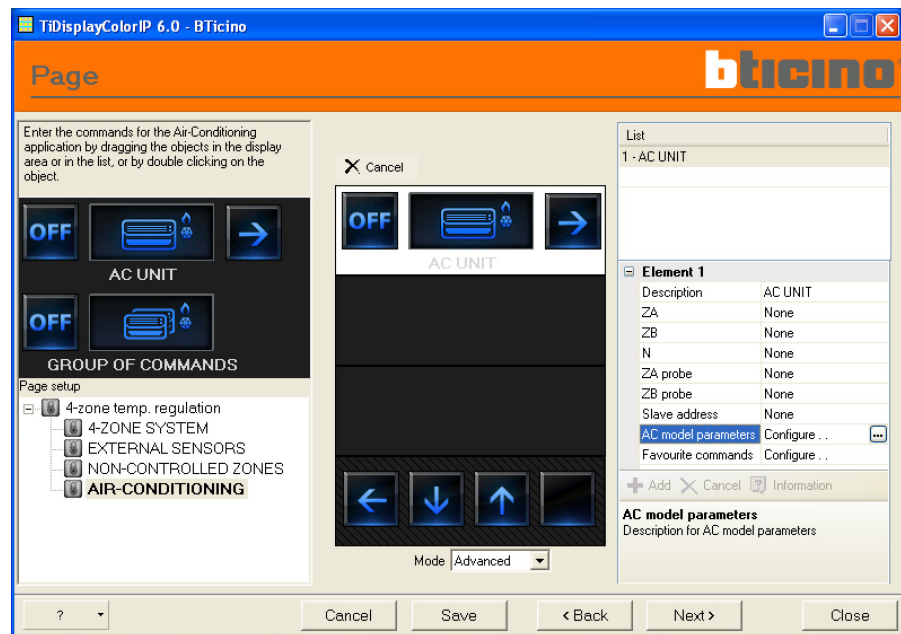 TiDisplayColorIP 6.0 - BTicino
Page
bticino
Enter the commands for the Air-Conditioning
application by dragging the objects in the display
area or in the list, or by double clicking on the
object.
OFF
AC UNIT
OFF
GROUP OF COMMANDS
Page setup
4-zone temp. regulation
4-ZONE SYSTEM
EXTERNAL SENSORS
NON-CONTROLLED ZONES
AIR-CONDITIONING
Cancel
OFF
AC UNIT
Mode Advanced
List
1 - AC UNIT
Element 1
Description AC UNIT
ZA None
ZB None
N None
ZA probe None
ZB probe None
Slave address None
AC model parameters Configure . . ...
Favourite commands Configure . .
Add Cancel Information
AC model parameters
Description for AC model parameters
? Cancel Save < Back Next > Close